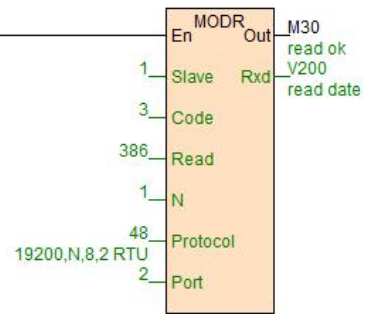 MODR
En Out M30
read ok
1 Slave Rxd V200
read date
3 Code
386 Read
1 N
48 Protocol
19200,N,8,2 RTU
2 Port